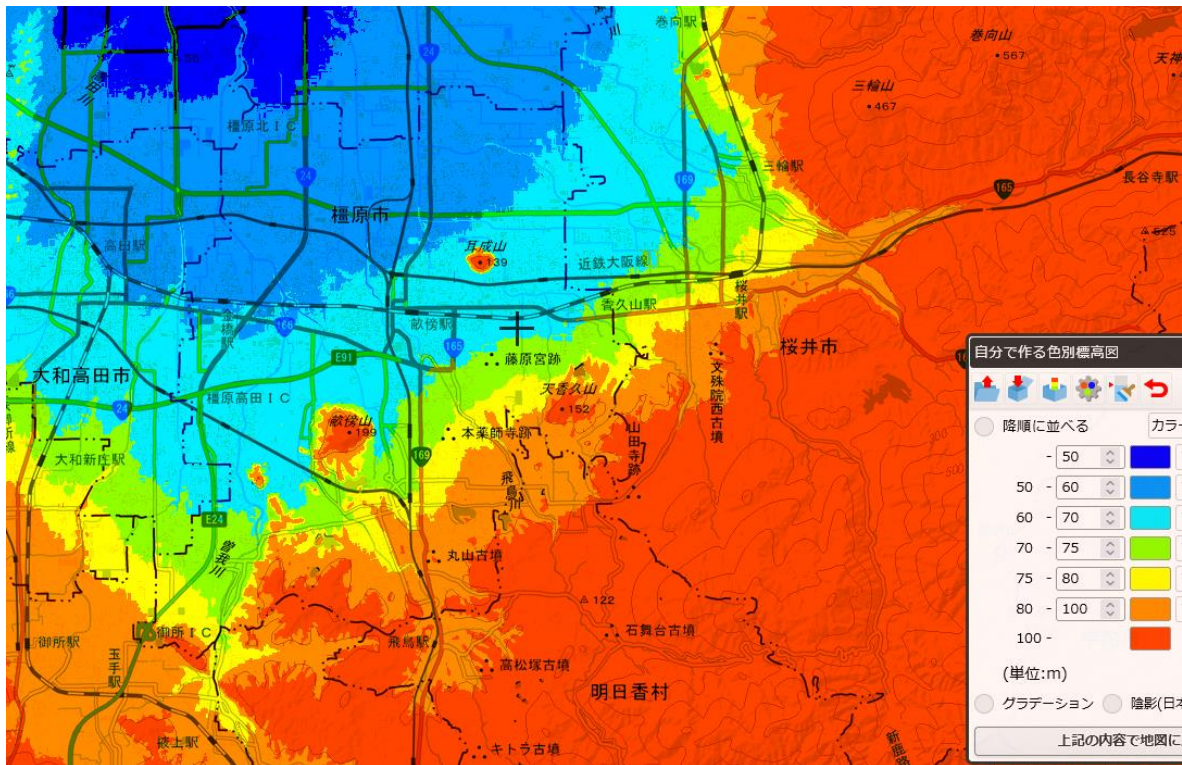 巻向駅
巻向山
・567
天神
三輪山
・467
24
56
橿原北IC
24
169
三輪駅
165
長谷寺駅
橿原市
高田駅
耳成山
・139
近鉄大阪線
525
桜井駅
香久山駅
金橋駅
166
畝傍駅
165
藤原宮跡
E91
桜井市
大和高田市
24
橿原高田IC
天香久山
・152
文殊院西古墳
畝傍山
・199
本薬師寺跡
山田寺跡
169
大和新庄駅
飛鳥川
E24
曽我川
丸山古墳
122
石舞台古墳
御所駅
御所IC
飛鳥駅
玉手駅
高松塚古墳
明日香村
掖上駅
キトラ古墳
新鹿路
自分で作る色別標高図
降順に並べる
カラー
- 50
50 - 60
60 - 70
70 - 75
75 - 80
80 - 100
100 -
(単位:m)
グラデーション
陰影(日本
上記の内容で地図に